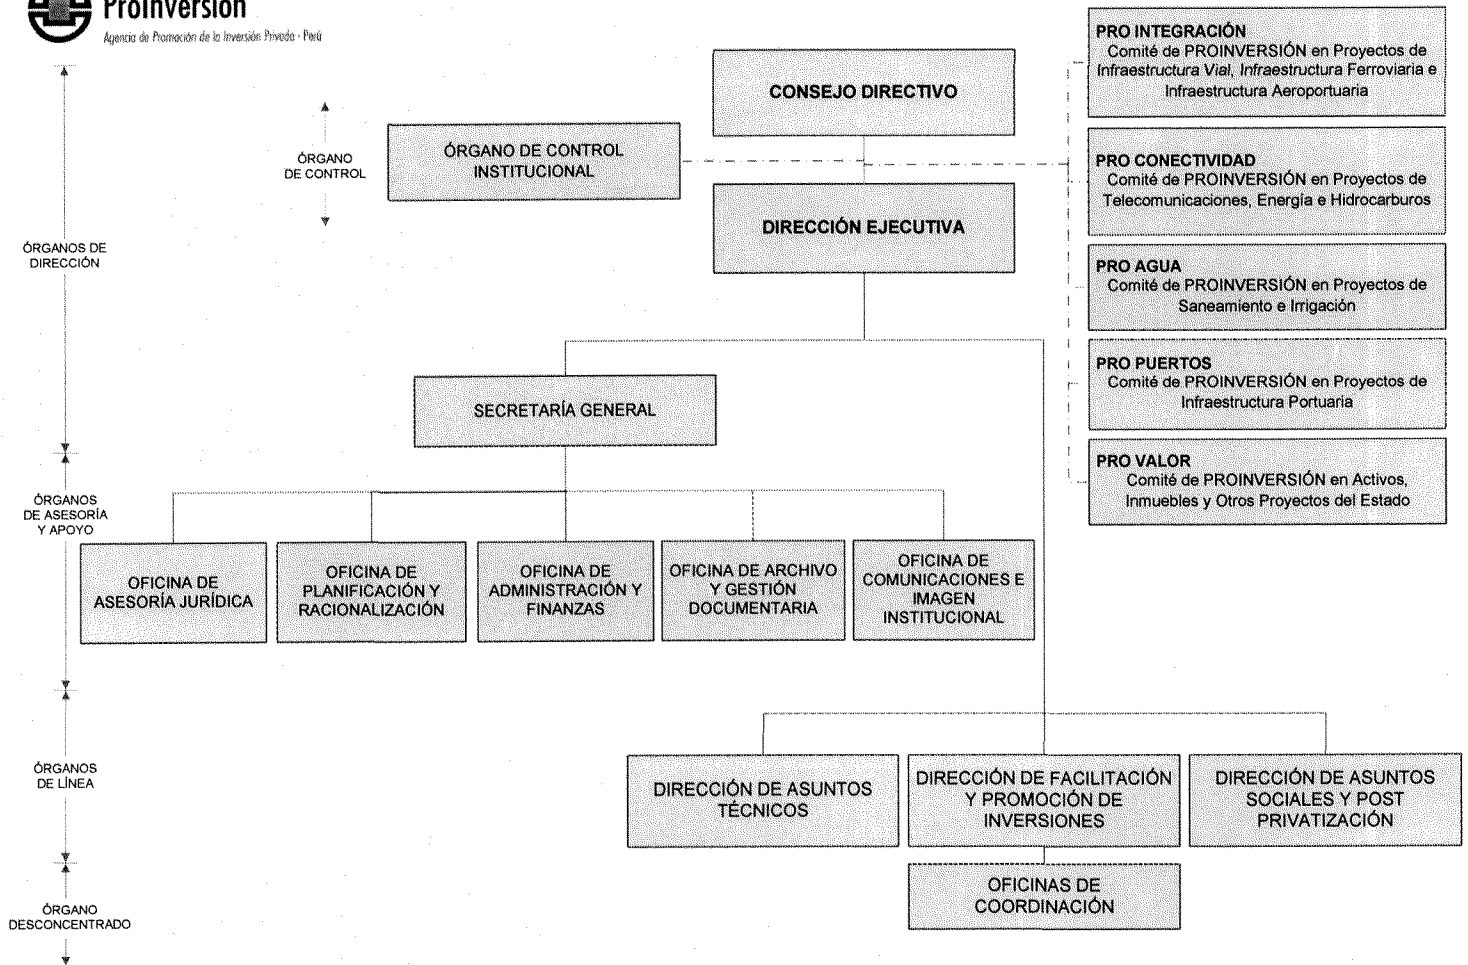 ProInversión
Agencia de Promoción de la Inversión Privada - Perú
PRO INTEGRACIÓN
Comité de PROINVERSIÓN en Proyectos de
Infraestructura Vial, Infraestructura Ferroviaria e
Infraestructura Aeroportuaria
CONSEJO DIRECTIVO
ÓRGANO
DE CONTROL
ÓRGANO DE CONTROL
INSTITUCIONAL
PRO CONECTIVIDAD
Comité de PROINVERSIÓN en Proyectos de
Telecomunicaciones, Energía e Hidrocarburos
DIRECCIÓN EJECUTIVA
ÓRGANOS DE
DIRECCIÓN
PRO AGUA
Comité de PROINVERSIÓN en Proyectos de
Saneamiento e Irrigación
PRO PUERTOS
Comité de PROINVERSIÓN en Proyectos de
Infraestructura Portuaria
SECRETARÍA GENERAL
PRO VALOR
Comité de PROINVERSIÓN en Activos,
Inmuebles y Otros Proyectos del Estado
ÓRGANOS
DE ASESORÍA
Y APOYO
OFICINA DE
ASESORÍA JURÍDICA
OFICINA DE
PLANIFICACIÓN Y
RACIONALIZACIÓN
OFICINA DE
ADMINISTRACIÓN Y
FINANZAS
OFICINA DE ARCHIVO
Y GESTIÓN
DOCUMENTARIA
OFICINA DE
COMUNICACIONES E
IMAGEN
INSTITUCIONAL
ÓRGANOS
DE LÍNEA
DIRECCIÓN DE ASUNTOS
TÉCNICOS
DIRECCIÓN DE FACILITACIÓN
Y PROMOCIÓN DE
INVERSIONES
DIRECCIÓN DE ASUNTOS
SOCIALES Y POST
PRIVATIZACIÓN
ÓRGANO
DESCONCENTRADO
OFICINAS DE
COORDINACIÓN